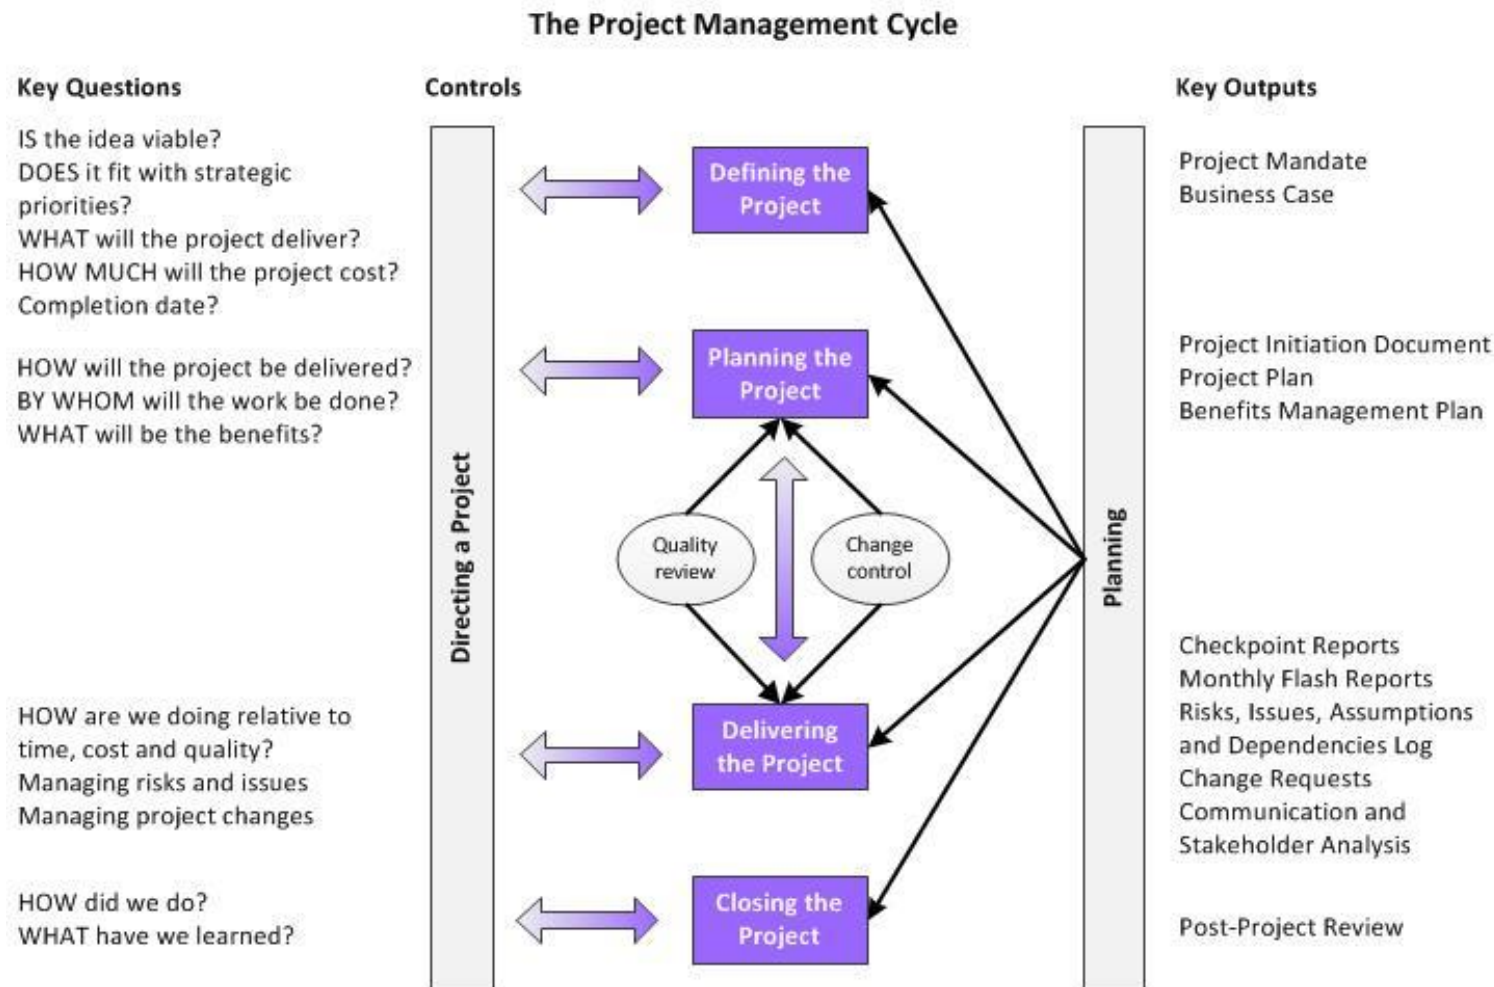 The Project Management Cycle
Key Questions
Controls
Key Outputs
IS the idea viable?
DOES it fit with strategic
priorities?
WHAT will the project deliver?
HOW MUCH will the project cost?
Completion date?
Defining the
Project
Project Mandate
Business Case
HOW will the project be delivered?
BY WHOM will the work be done?
WHAT will be the benefits?
Planning the
Project
Project Initiation Document
Project Plan
Benefits Management Plan
Directing a Project
Quality
review
Change
control
Planning
HOW are we doing relative to
time, cost and quality?
Managing risks and issues
Managing project changes
Delivering
the Project
Checkpoint Reports
Monthly Flash Reports
Risks, Issues, Assumptions
and Dependencies Log
Change Requests
Communication and
Stakeholder Analysis
HOW did we do?
WHAT have we learned?
Closing the
Project
Post-Project Review